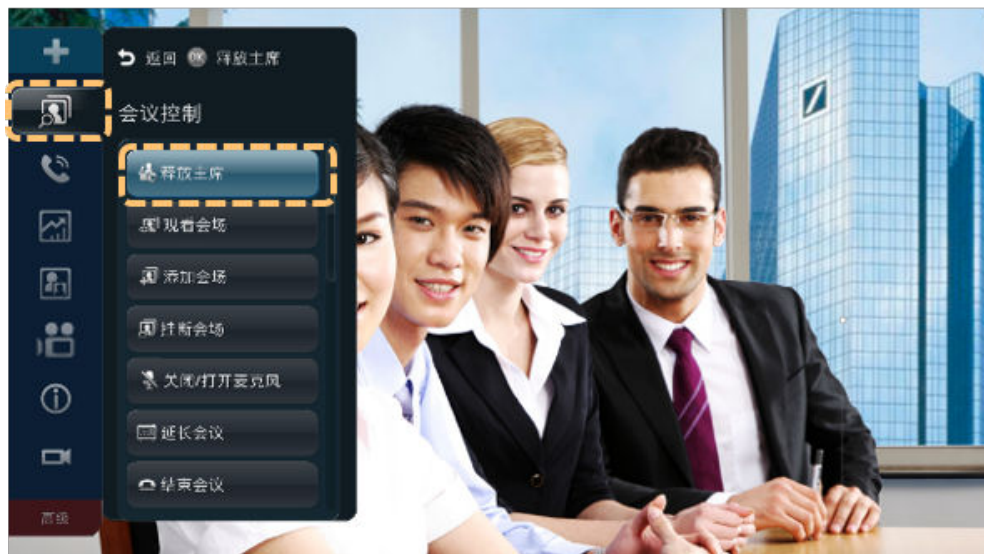 返回 OK 释放主席
会议控制
释放主席
观看会场
添加会场
挂断会场
关闭/打开麦克风
延长会议
结束会议
高级